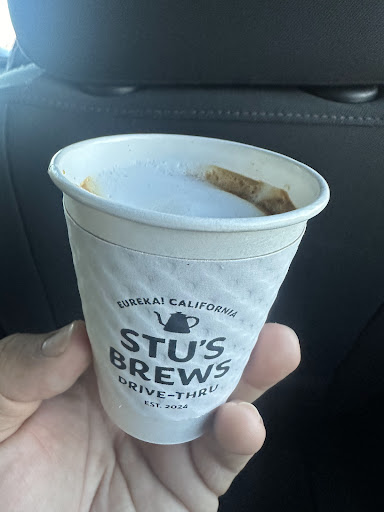 EUREKA! CALIFORNIA
STU'S
BREWS
DRIVE-THRU
EST. 2024